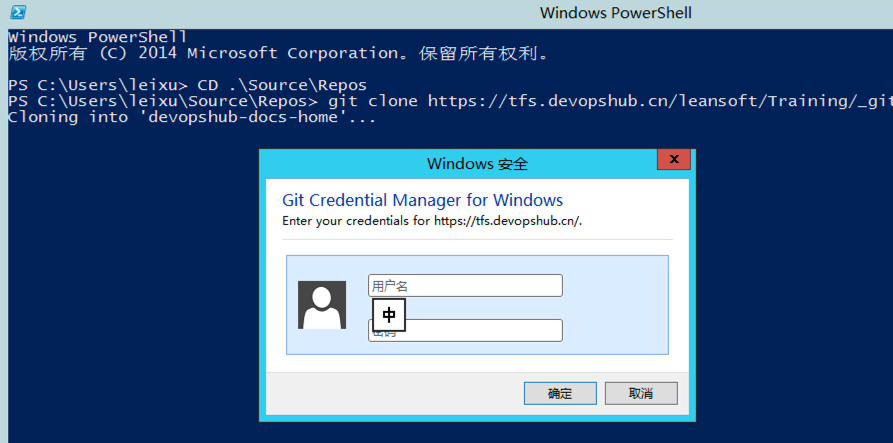 Windows PowerShell
Windows PowerShell
版权所有 (C) 2014 Microsoft Corporation。保留所有权利。
PS C:\Users\leixu> CD .\Source\Repos
PS C:\Users\leixu\Source\Repos> git clone https://tfs.devopshub.cn/leansoft/Training/_git
Cloning into 'devopshub-docs-home'...
Windows 安全
x
Git Credential Manager for Windows
Enter your credentials for https://tfs.devopshub.cn/.
用户名
中
密码
确定
取消